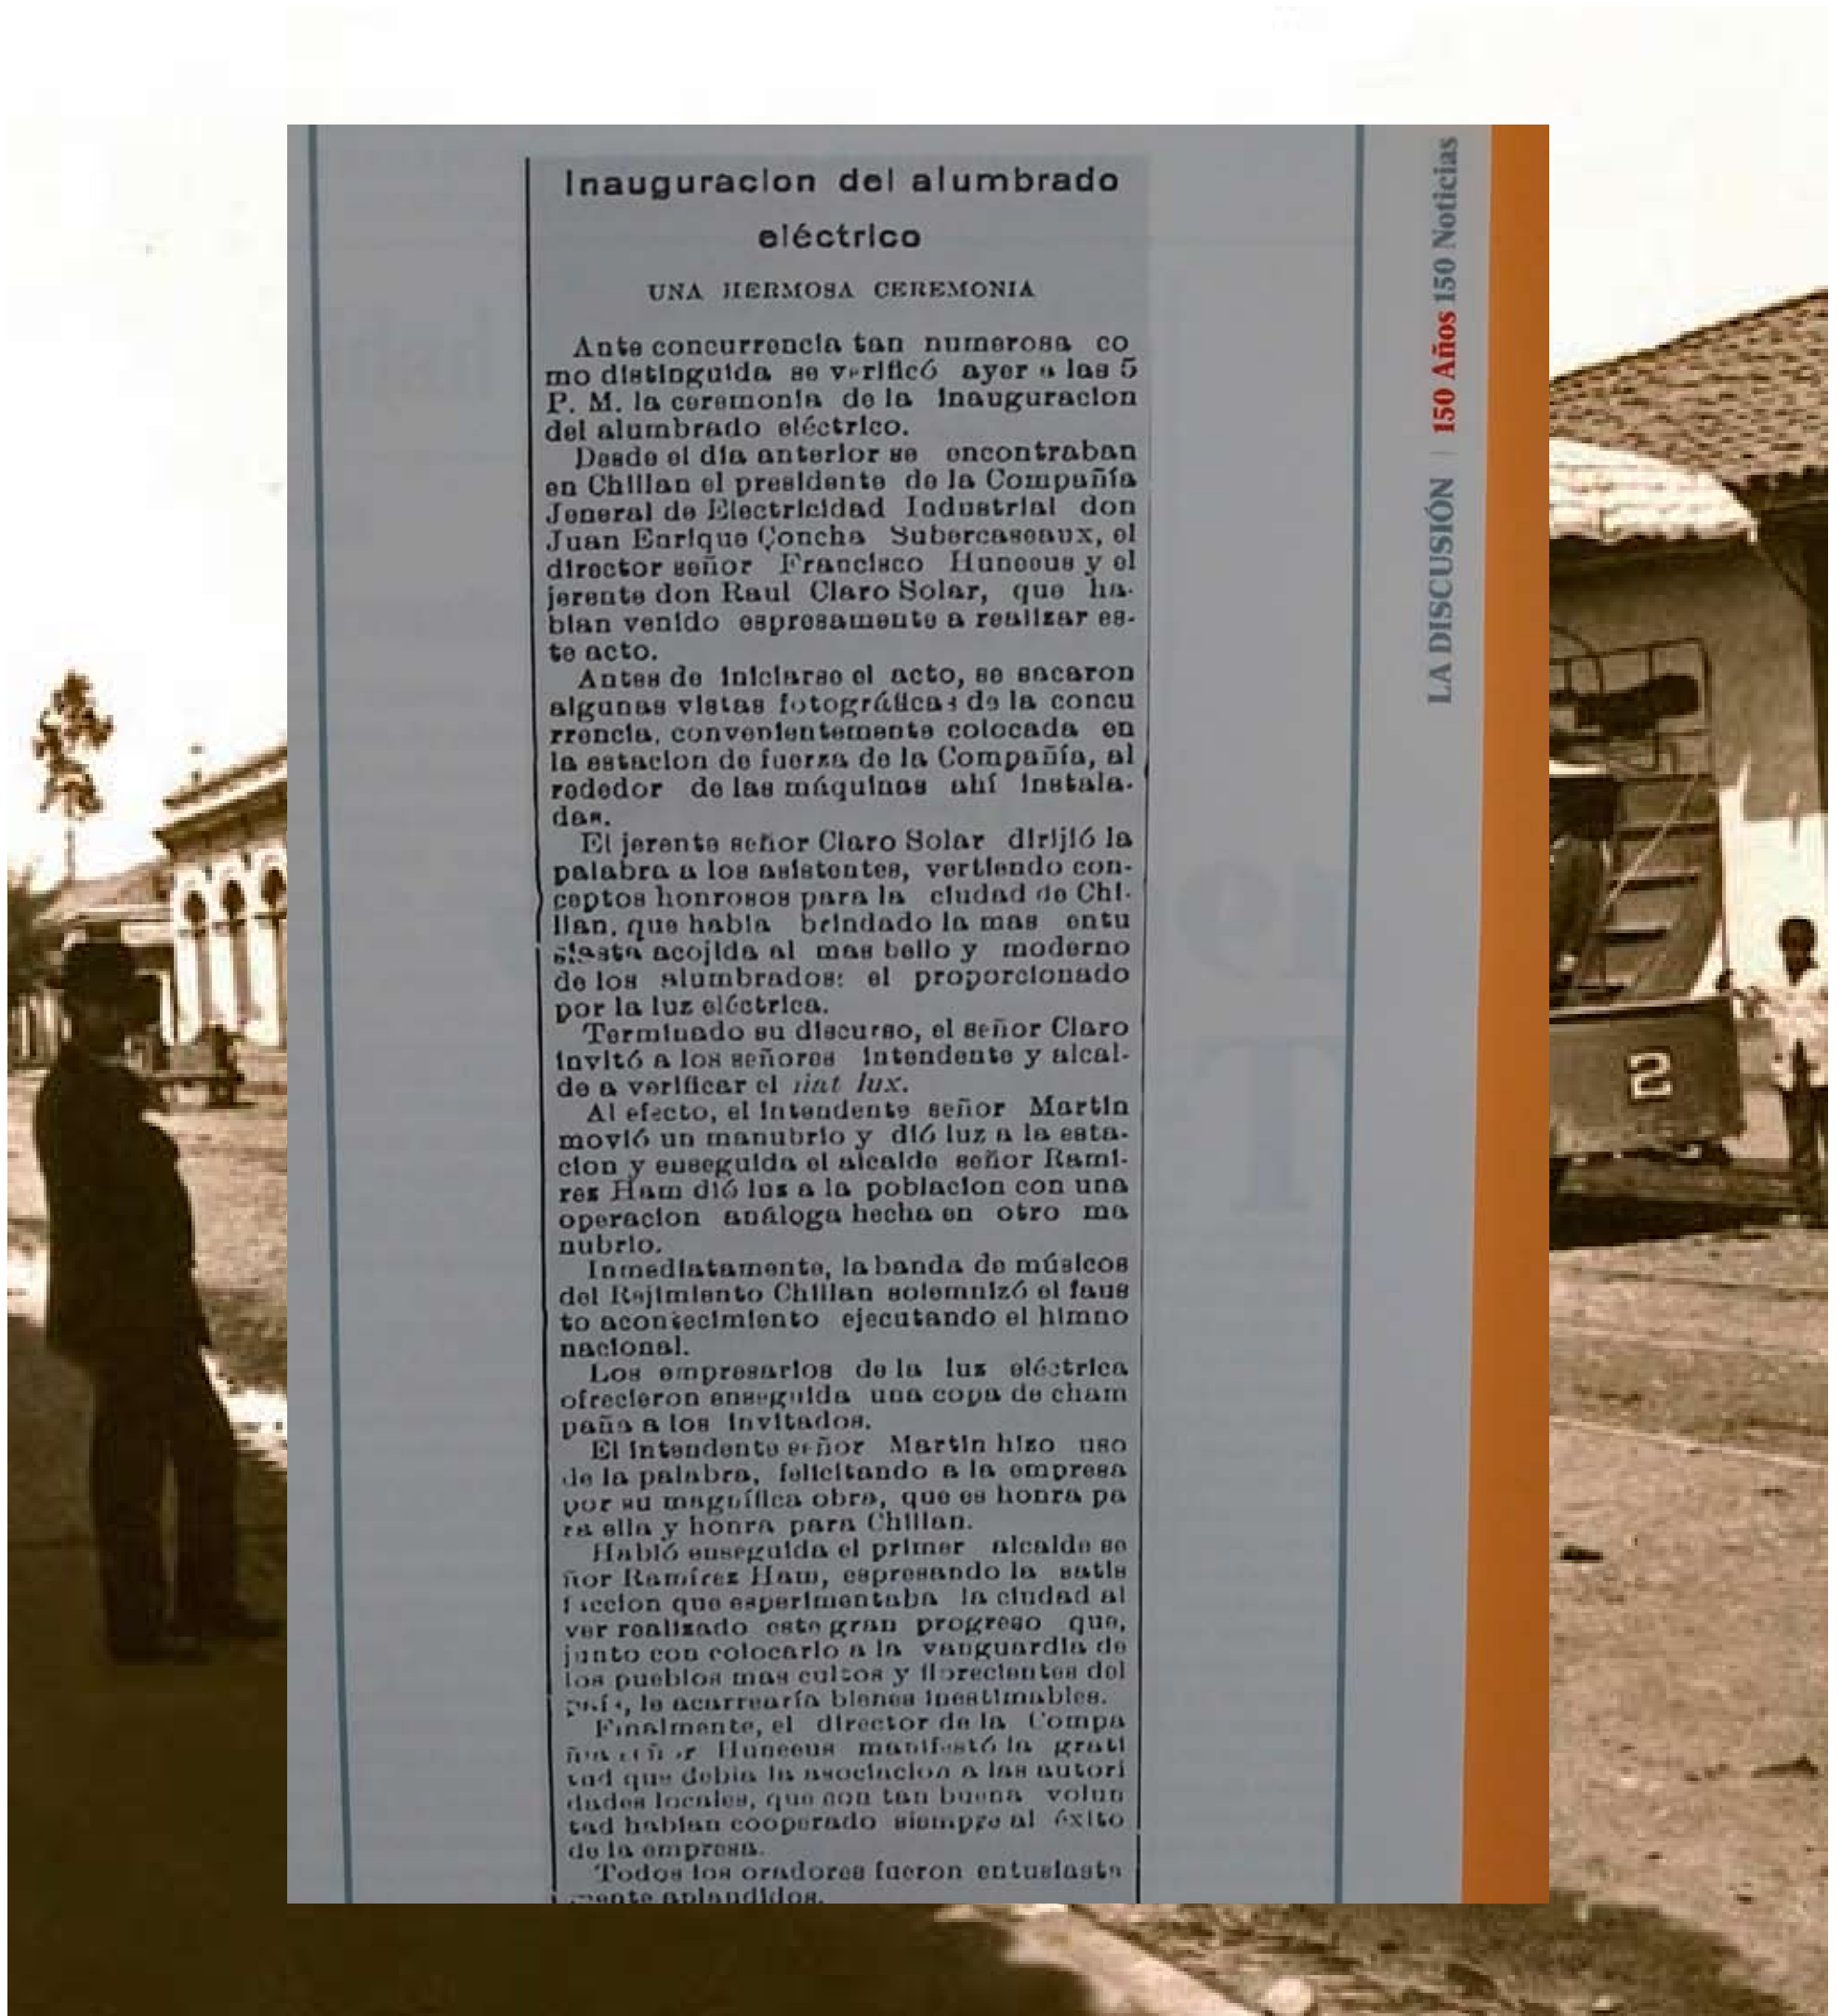 Inauguracion del alumbrado
eléctrico
UNA HERMOSA CEREMONIA
Ante concurrencia tan numerosa co
mo distinguida se verificó ayer a las 5
P. M. la ceremonia de la inauguracion
del alumbrado eléctrico.
Desde el dia anterior se encontraban
en Chillan el presidente de la Compañía
Jeneral de Electricidad Industrial don
Juan Enrique Concha Subercaseaux, el
director señor Francisco Huneeus y el
jerente don Raul Claro Solar, que ha-
bian venido espresamente a realizar es-
te acto.
Antes de iniciarse el acto, se sacaron
algunas vistas fotográficas de la concu
rrencia, convenientemente colocada en
la estacion de fuerza de la Compañía, al
rededor de las máquinas ahí instala-
das.
El jerente señor Claro Solar dirijió la
palabra a los asistentes, vertiendo con-
ceptos honrosos para la ciudad de Chi-
llan, que habia brindado la mas entu
siasta acojida al mas bello y moderno
de los alumbrados: el proporcionado
por la luz eléctrica.
Terminado su discurso, el señor Claro
invitó a los señores intendente y alcal-
de a verificar el fiat lux.
Al efecto, el intendente señor Martin
movió un manubrio y dió luz a la esta-
cion y enseguida el alcalde señor Rami-
rez Ham dió luz a la poblacion con una
operacion análoga hecha en otro ma
nubrio.
Inmediatamente, la banda de músicos
del Rejimiento Chillan solemnizó el faus
to acontecimiento ejecutando el himno
nacional.
Los empresarios de la luz eléctrica
ofrecieron enseguida una copa de cham
paña a los invitados.
El intendente señor Martin hizo uso
de la palabra, felicitando a la empresa
por su magnífica obra, que es honra pa
ra ella y honra para Chillan.
Habló enseguida el primer alcalde se
ñor Ramírez Ham, espresando la satis
faccion que esperimentaba la ciudad al
ver realizado este gran progreso que,
junto con colocarlo a la vanguardia de
los pueblos mas cultos y florecientes del
país, le acarrearía bienes inestimables.
Finalmente, el director de la Compa
ñia señor Huneeus manifestó la grati
tud que debia la asociacion a las autori
dades locales, que con tan buena volun
tad habian cooperado siempre al éxito
de la empresa.
Todos los oradores fueron entusiasta
mente aplaudidos.
LA DISCUSIÓN | 150 Años 150 Noticias
2